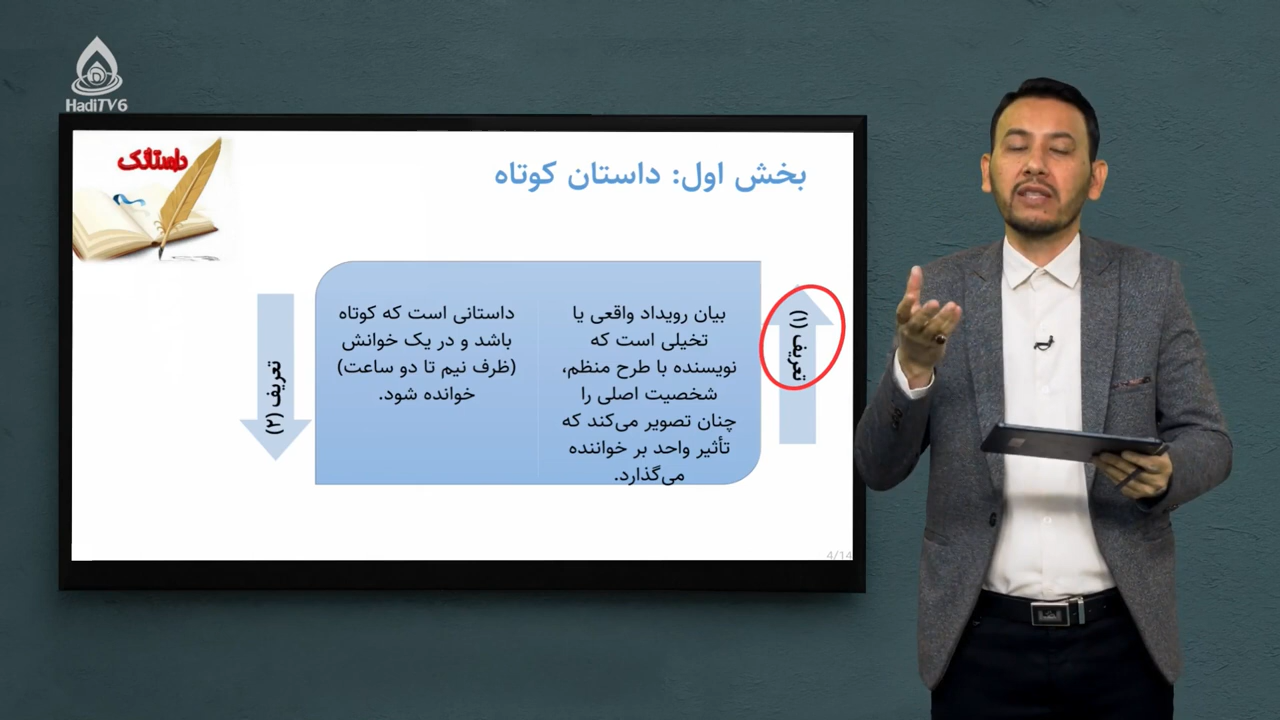 HadiTV6
داستانک
بخش اول: داستان کوتاه
تعریف (۱)
بیان رویداد واقعی یا
تخیلی است که
نویسنده با طرح منظم،
شخصیت اصلی را
چنان تصویر می‌کند که
تأثیر واحد بر خواننده
می‌گذارد.
داستانی است که کوتاه
باشد و در یک خوانش
(ظرف نیم تا دو ساعت)
خوانده شود.
تعریف (۲)
4/14